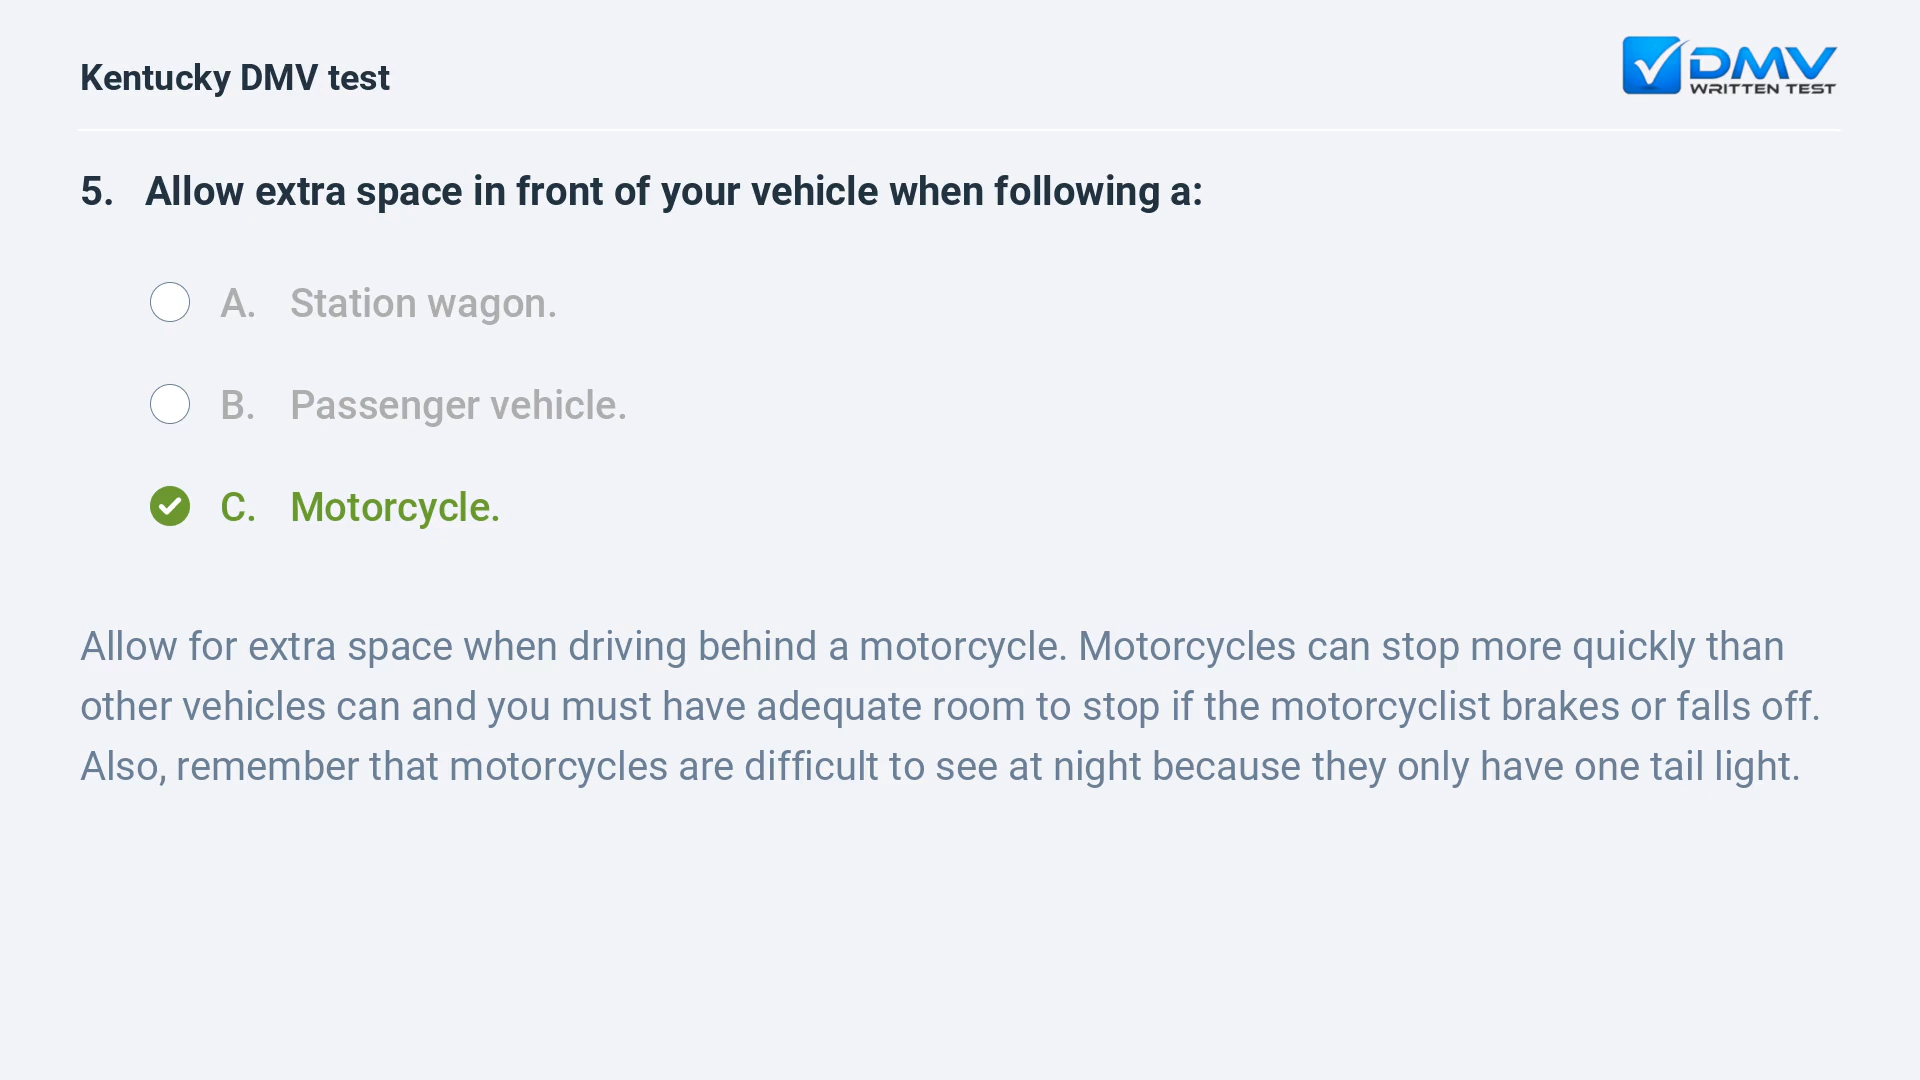 Kentucky DMV test
DMV
WRITTEN TEST
5. Allow extra space in front of your vehicle when following a:
A. Station wagon.
B. Passenger vehicle.
C. Motorcycle.
Allow for extra space when driving behind a motorcycle. Motorcycles can stop more quickly than
other vehicles can and you must have adequate room to stop if the motorcyclist brakes or falls off.
Also, remember that motorcycles are difficult to see at night because they only have one tail light.